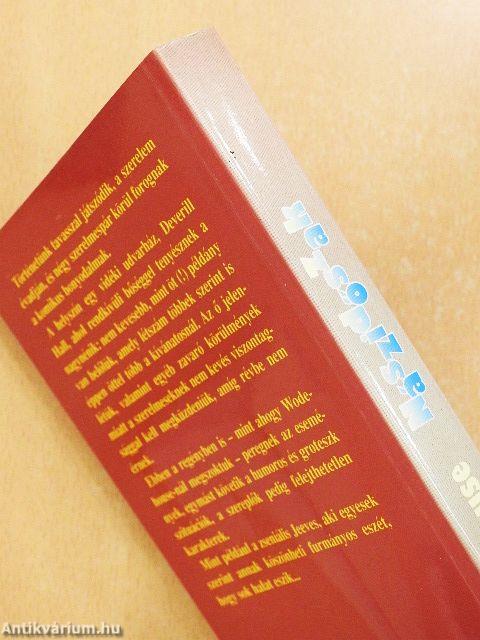 Történetünk tavasszal játszódik, a szerelem
évadján, és négy szerelmespár körül forognak
a komikus bonyodalmak.
A helyszín egy vidéki udvarház, Deverill
Hall, ahol rendkívüli bőséggel tenyésznek a
nagynénik: nem kevesebb, mint öt (!) példány
van belőlük, amely létszám többek szerint is
éppen öttel több a kívánatosnál. Az ő jelen-
létük, valamint egyéb zavaró körülmények
miatt a szerelmeseknek nem kevés viszontag-
sággal kell megküzdeniük, amíg révbe nem
érnek.
Ebben a regényben is – mint ahogy Wode-
house-nál megszoktuk – peregnek az esemé-
nyek, egymást követik a humoros és groteszk
szituációk, a szereplők pedig felejthetetlen
karakterek.
Mint például a zseniális Jeeves, aki egyesek
szerint annak köszönheti furmányos eszét,
hogy sok halat eszik...
Antikvárium.hu